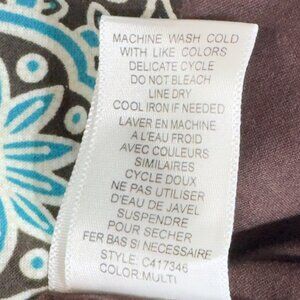 MACHINE WASH COLD
WITH LIKE COLORS
DELICATE CYCLE
DO NOT BLEACH
LINE DRY
COOL IRON IF NEEDED
LAVER EN MACHINE
A L'EAU FROID
AVEC COULEURS
SIMILAIRES
CYCLE DOUX
NE PAS UTILISER
D'EAU DE JAVEL
SUSPENDRE
POUR SECHER
FER BAS SI NECESSAIRE
STYLE: C417346
COLOR:MULTI